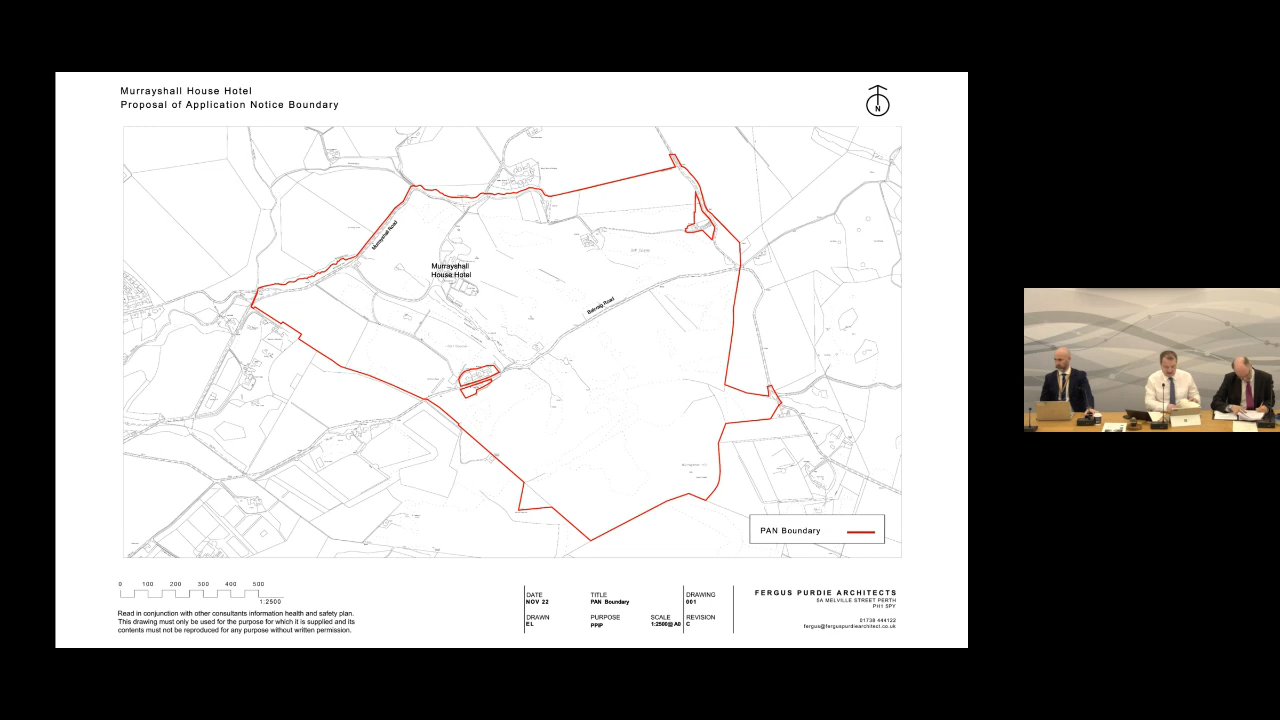 Murrayshall House Hotel
Proposal of Application Notice Boundary
N
Murrayshall Road
Murrayshall
House Hotel
Balcraig Road
PAN Boundary
0 100 200 300 400 500
1:2500
Read in conjunction with other consultants information health and safety plan.
This drawing must only be used for the purpose for which it is supplied and its
contents must not be reproduced for any purpose without written permission.
DATE
NOV 22
TITLE
PAN Boundary
DRAWING
001
DRAWN
EL
PURPOSE
PPiP
SCALE
1:2500@ A0
REVISION
C
FERGUS PURDIE ARCHITECTS
5A MELVILLE STREET PERTH
PH1 5PY
01738 444122
fergus@ferguspurdiearchitect.co.uk